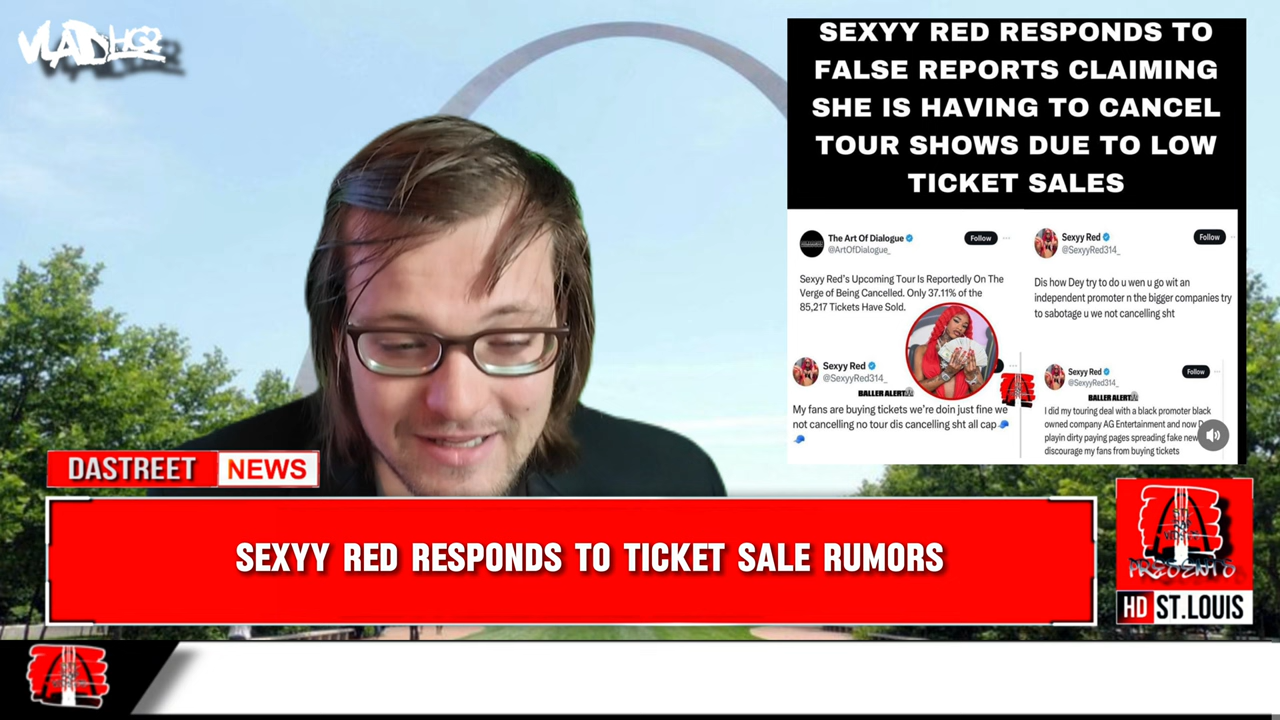 VLADHQ2
SEXYY RED RESPONDS TO
FALSE REPORTS CLAIMING
SHE IS HAVING TO CANCEL
TOUR SHOWS DUE TO LOW
TICKET SALES
The Art Of Dialogue
Follow
@ArtOfDialogue_
Sexyy Red's Upcoming Tour Is Reportedly On The
Verge of Being Cancelled. Only 37.11% of the
85,217 Tickets Have Sold.
Sexyy Red
Follow
@SexyyRed314_
Dis how Dey try to do u wen u go wit an
independent promoter n the bigger companies try
to sabotage u we not cancelling sht
Sexyy Red
@SexyyRed314_
BALLER ALERT
My fans are buying tickets we're doin just fine we
not cancelling no tour dis cancelling sht all cap
Sexyy Red
Follow
@SexyyRed314_
BALLER ALERT
I did my touring deal with a black promoter black
owned company AG Entertainment and now D
playin dirty paying pages spreading fake new
discourage my fans from buying tickets
DASTREET NEWS
SEXYY RED RESPONDS TO TICKET SALE RUMORS
PRESENTS
HD ST.LOUIS